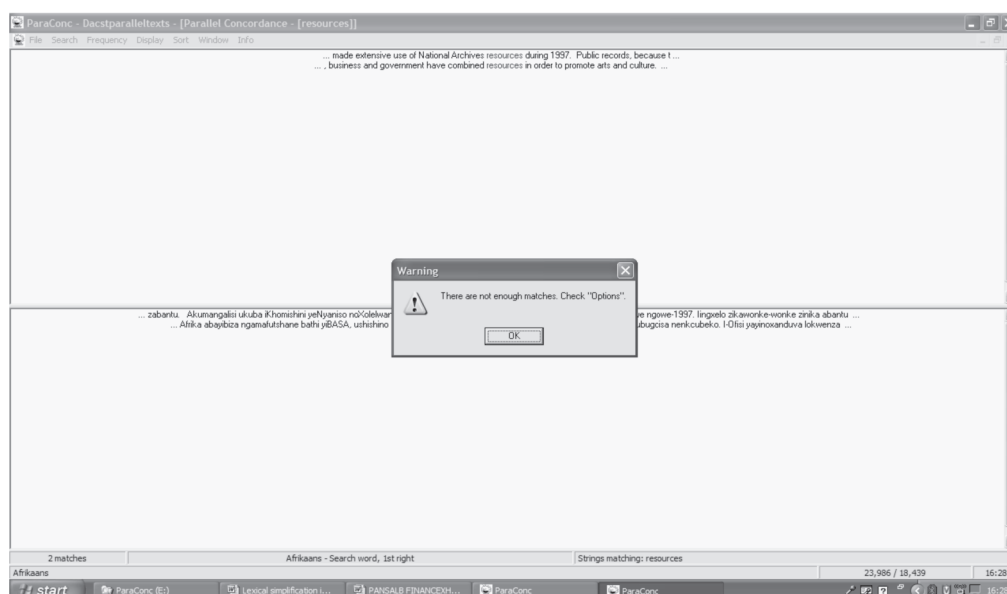 ParaConc - Dacstparalleltexts - [Parallel Concordance - [resources]]
File Search Frequency Display Sort Window Info
... made extensive use of National Archives resources during 1997. Public records, because t ...
... , business and government have combined resources in order to promote arts and culture. ...
Warning
There are not enough matches. Check "Options".
OK
... zabantu. Akumangalisi ukuba iKhomishini yeNyaniso noXolelwan ye ngowe-1997. Iingxelo zikawonke-wonke zinika abantu ...
... Afrika abayibiza ngamafutshane bathi yiBASA, ushishino ubugcisa nenkcubeko. I-Ofisi yayinoxanduva lokwenza ...
2 matches
Afrikaans - Search word, 1st right
Strings matching: resources
Afrikaans
23,986 / 18,439
16:28
start
ParaConc (E:)
Lexical simplification i...
PANSALB FINANCEXH...
ParaConc
ParaConc
16:28